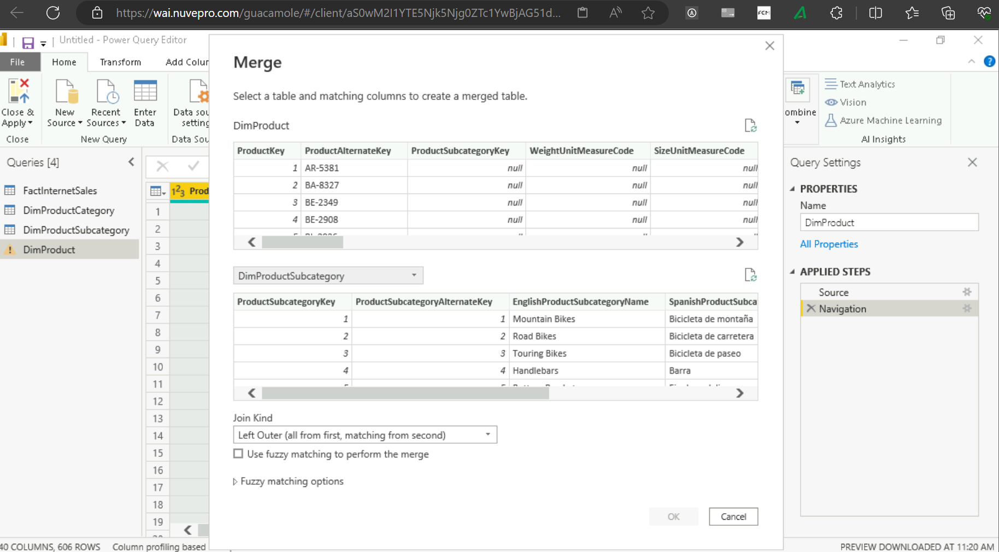 https://wai.nuvepro.com/guacamole/#/client/aS0wM2I1YTE5Njk5Njg0ZTc1YwBjAG51d...
FCM
Untitled - Power Query Editor
File
Home
Transform
Add Colur
Close &
Apply
New
Source
Recent
Sources
Enter
Data
Data sou
setting
Close
New Query
Data Sou
ombine
Text Analytics
Vision
Azure Machine Learning
AI Insights
Queries [4]
FactInternetSales
DimProductCategory
DimProductSubcategory
DimProduct
123 Prod
1
2
3
4
5
6
7
8
9
10
11
12
13
14
15
16
17
18
19
Merge
Select a table and matching columns to create a merged table.
DimProduct
ProductKey ProductAlternateKey ProductSubcategoryKey WeightUnitMeasureCode SizeUnitMeasureCode
1 AR-5381 null null null
2 BA-8327 null null null
3 BE-2349 null null null
4 BE-2908 null null null
DimProductSubcategory
ProductSubcategoryKey ProductSubcategoryAlternateKey EnglishProductSubcategoryName SpanishProductSubca
1 1 Mountain Bikes Bicicleta de montaña
2 2 Road Bikes Bicicleta de carretera
3 3 Touring Bikes Bicicleta de paseo
4 4 Handlebars Barra
Join Kind
Left Outer (all from first, matching from second)
Use fuzzy matching to perform the merge
Fuzzy matching options
OK
Cancel
Query Settings
PROPERTIES
Name
DimProduct
All Properties
APPLIED STEPS
Source
Navigation
40 COLUMNS, 606 ROWS
Column profiling based
PREVIEW DOWNLOADED AT 11:20 AM